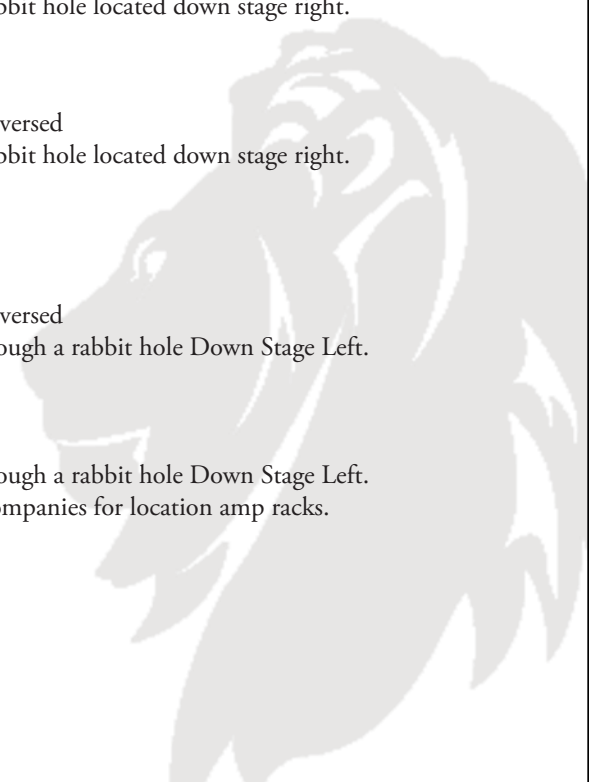 bbit hole located down stage right.
versed
bbit hole located down stage right.
versed
ough a rabbit hole Down Stage Left.
ough a rabbit hole Down Stage Left.
ompanies for location amp racks.